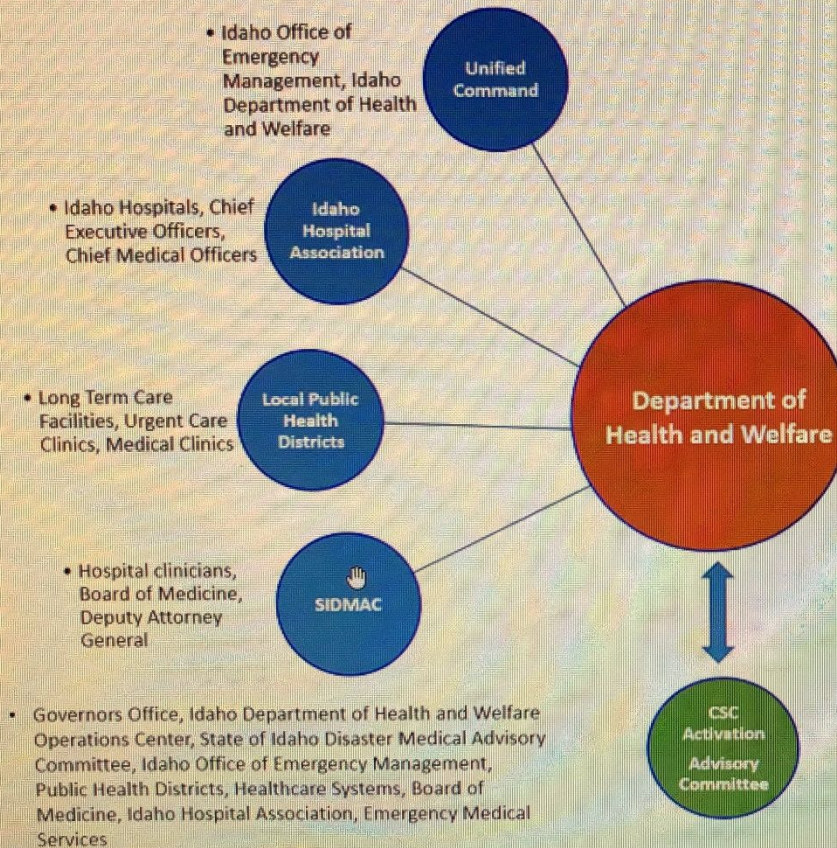 • Idaho Office of
Emergency
Management, Idaho
Department of Health
and Welfare
Unified
Command
• Idaho Hospitals, Chief
Executive Officers,
Chief Medical Officers
Idaho
Hospital
Association
• Long Term Care
Facilities, Urgent Care
Clinics, Medical Clinics
Local Public
Health
Districts
Department of
Health and Welfare
• Hospital clinicians,
Board of Medicine,
Deputy Attorney
General
SIDMAC
• Governors Office, Idaho Department of Health and Welfare
Operations Center, State of Idaho Disaster Medical Advisory
Committee, Idaho Office of Emergency Management,
Public Health Districts, Healthcare Systems, Board of
Medicine, Idaho Hospital Association, Emergency Medical
Services
CSC
Activation
Advisory
Committee